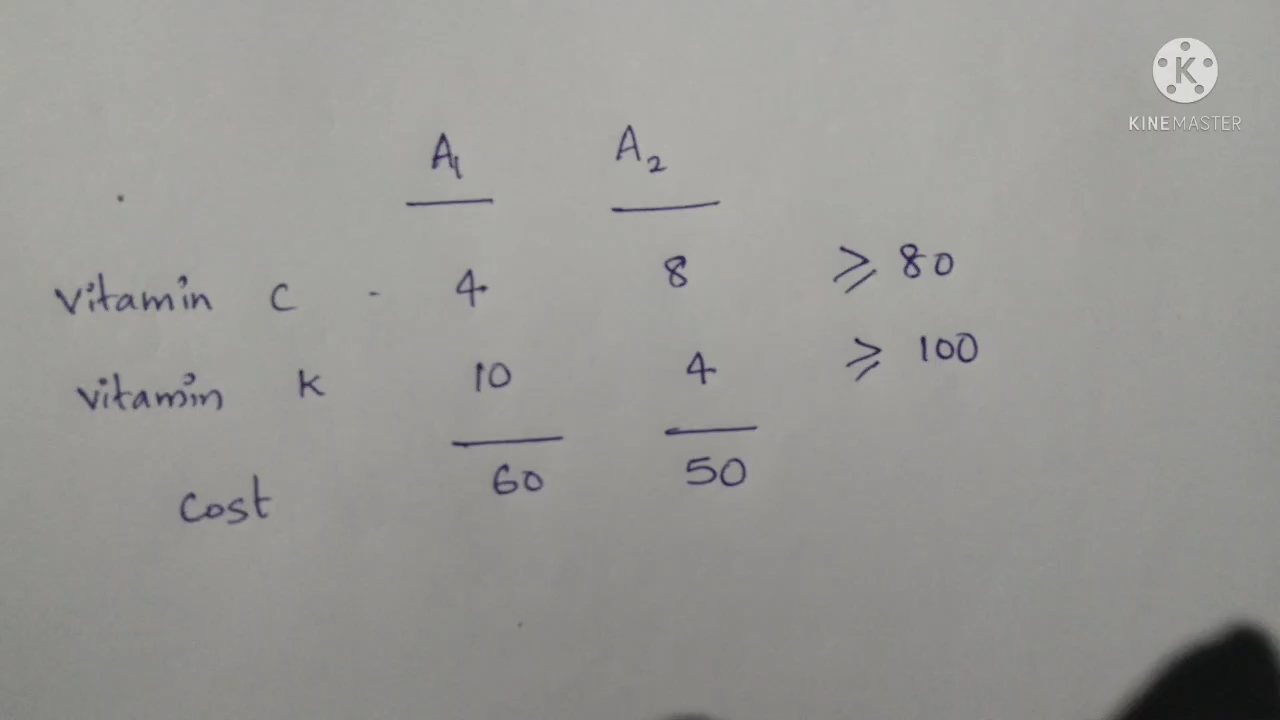 K
KINEMASTER
A1 A2
Vitamin C - 4 8 ≥ 80
Vitamin K 10 4 ≥ 100
Cost 60 50